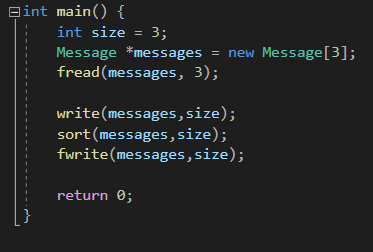 int main() {
int size = 3;
Message *messages = new Message[3];
fread(messages, 3);
write(messages,size);
sort(messages,size);
fwrite(messages,size);
return 0;
}